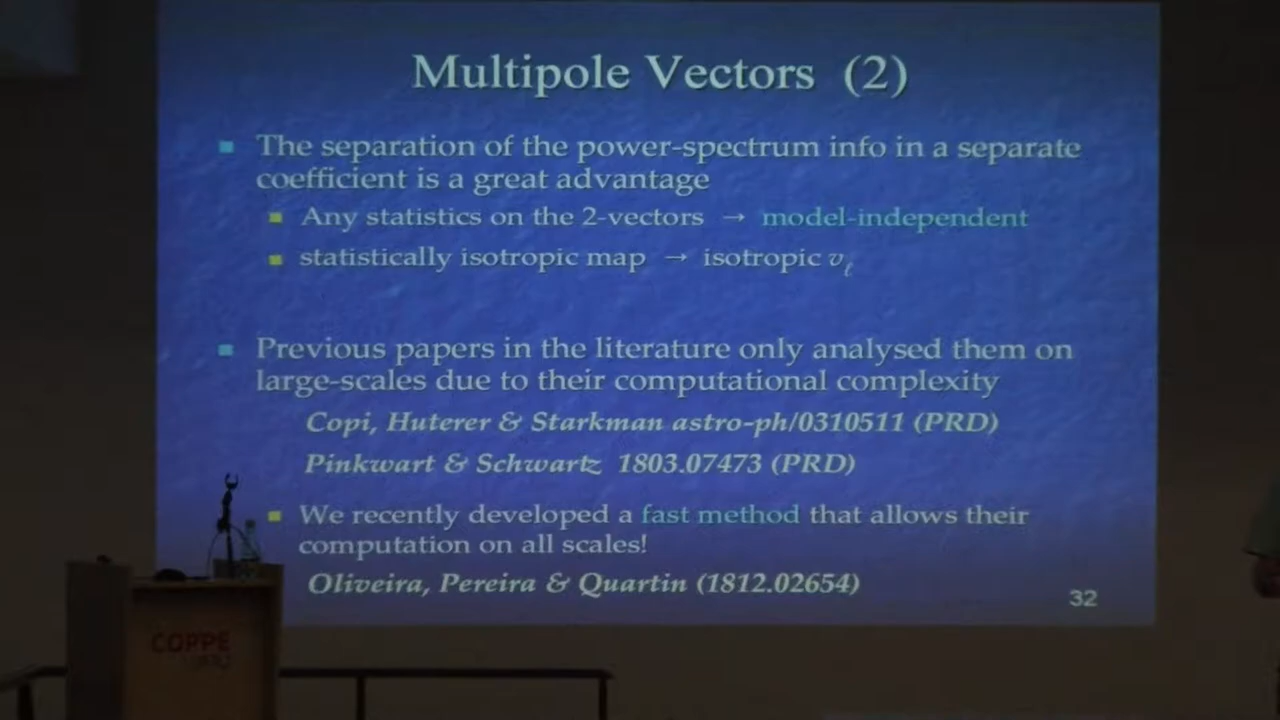 Multipole Vectors (2)
The separation of the power-spectrum info in a separate
coefficient is a great advantage
Any statistics on the 2-vectors → model-independent
statistically isotropic map → isotropic vℓ
Previous papers in the literature only analysed them on
large-scales due to their computational complexity
Copi, Huterer & Starkman astro-ph/0310511 (PRD)
Pinkwart & Schwartz 1803.07473 (PRD)
We recently developed a fast method that allows their
computation on all scales!
Oliveira, Pereira & Quartin (1812.02654)
32
COPPE